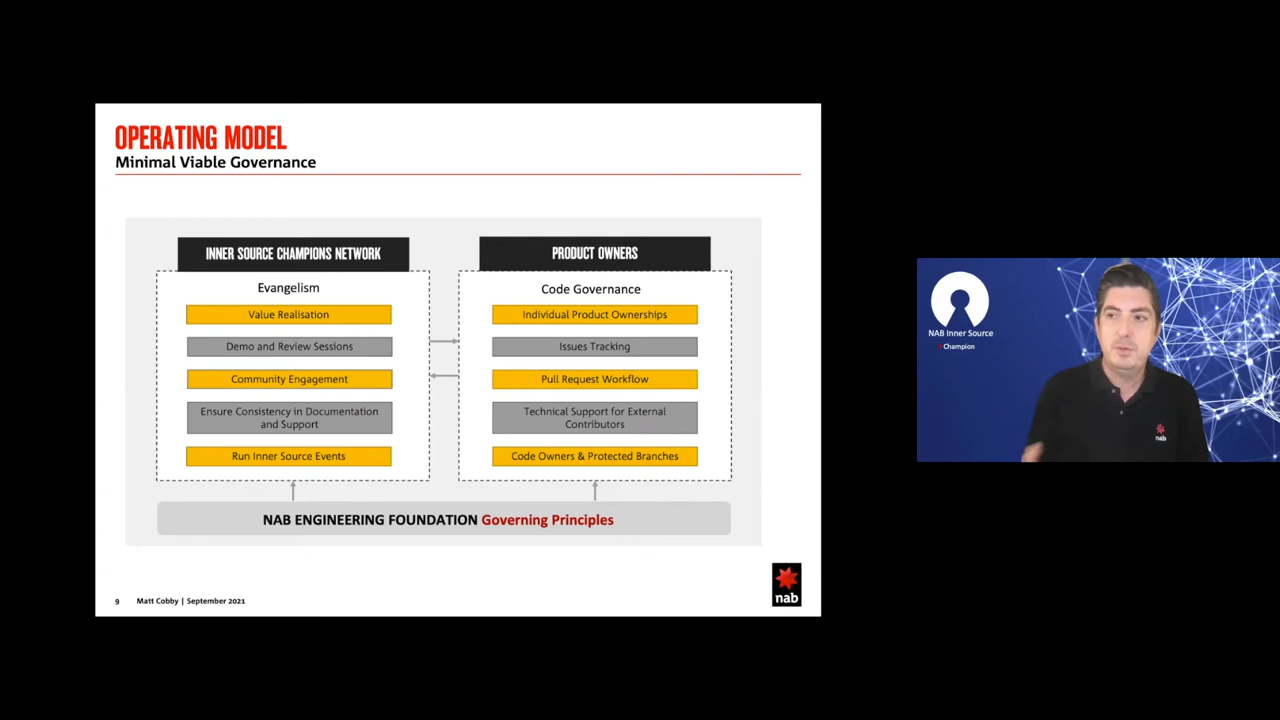 OPERATING MODEL
Minimal Viable Governance
INNER SOURCE CHAMPIONS NETWORK
Evangelism
Value Realisation
Demo and Review Sessions
Community Engagement
Ensure Consistency in Documentation
and Support
Run Inner Source Events
PRODUCT OWNERS
Code Governance
Individual Product Ownerships
Issues Tracking
Pull Request Workflow
Technical Support for External
Contributors
Code Owners & Protected Branches
NAB ENGINEERING FOUNDATION Governing Principles
9 Matt Cobby | September 2021
nab
NAB Inner Source
Champion
nab